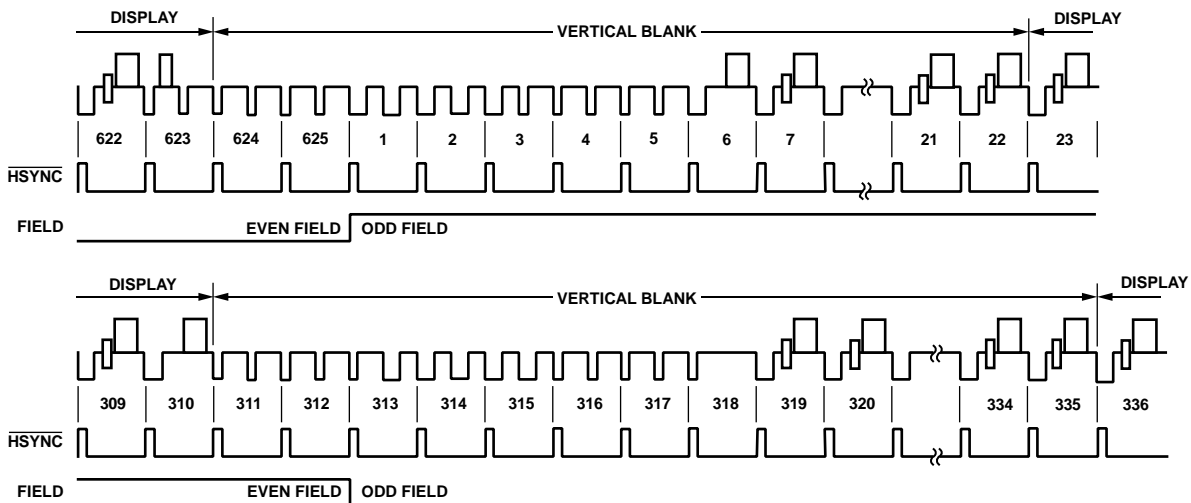 DISPLAY VERTICAL BLANK DISPLAY
622 623 624 625 1 2 3 4 5 6 7 21 22 23
HSYNC
FIELD EVEN FIELD ODD FIELD
DISPLAY VERTICAL BLANK DISPLAY
309 310 311 312 313 314 315 316 317 318 319 320 334 335 336
HSYNC
FIELD EVEN FIELD ODD FIELD